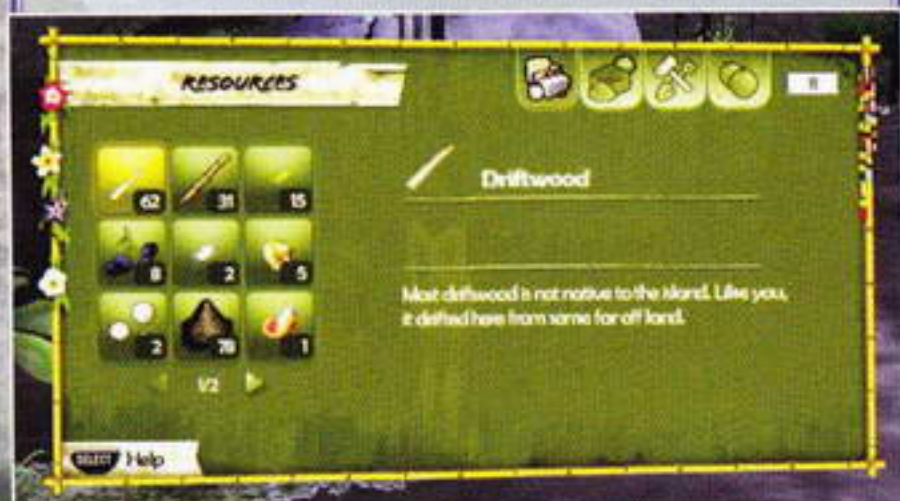 RESOURCES
62 31 15
8 2 5
2 78 1
1/2
Driftwood
Most driftwood is not native to the island. Like you,
it drifted here from some far off land.
SELECT Help